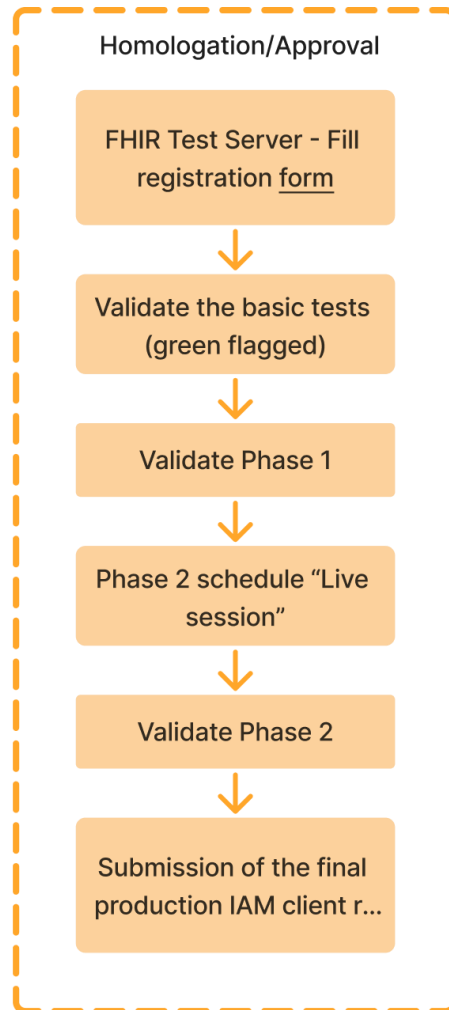 Homologation/Approval
FHIR Test Server - Fill
registration form
Validate the basic tests
(green flagged)
Validate Phase 1
Phase 2 schedule “Live
session”
Validate Phase 2
Submission of the final
production IAM client r...